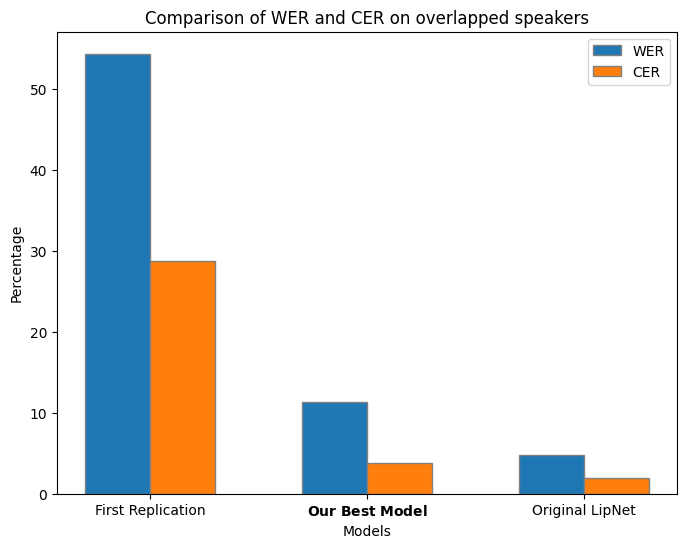 Comparison of WER and CER on overlapped speakers
WER
CER
Percentage
50
40
30
20
10
0
First Replication
Our Best Model
Original LipNet
Models